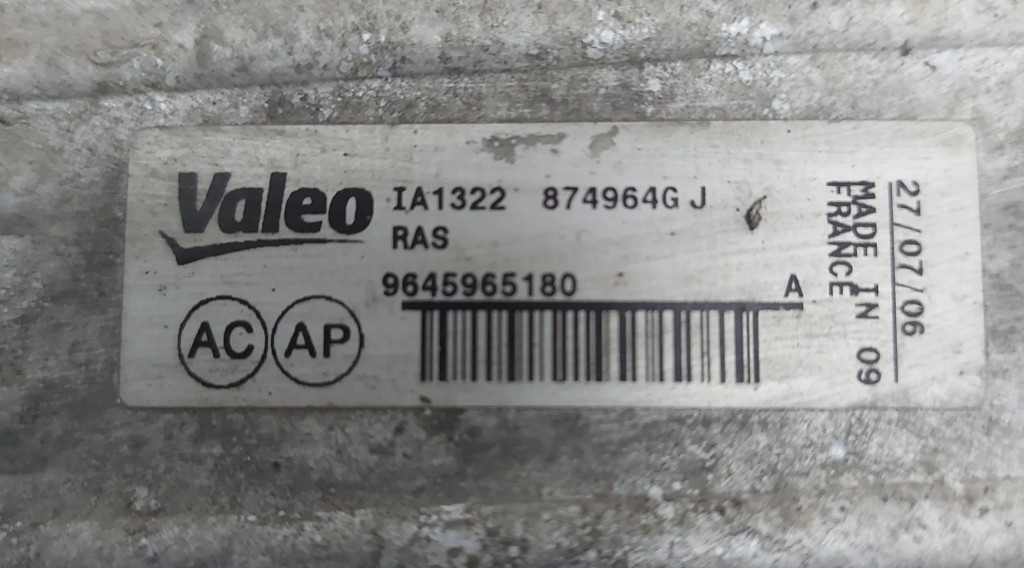 Valeo
IA1322 874964G J
RAS
9645965180 A
AC AP
27/07/06
MADE IN 09
FRANCE